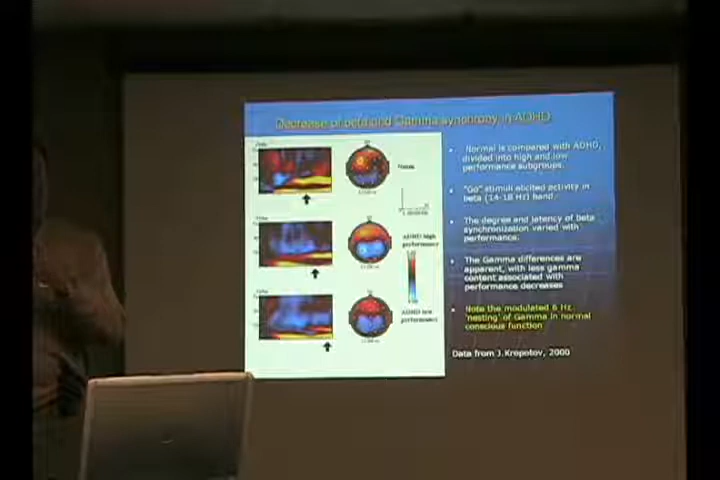 Decrease of beta and Gamma synchrony in ADHD
Normal is compared with ADHD,
divided into high and low
performance subgroups.
"Go" stimuli elicited activity in
beta (14-18 Hz) band.
The degree and latency of beta
synchronization varied with
performance.
The Gamma differences are
apparent, with less gamma
content associated with
performance decreases
Note the modulated 6 Hz
'nesting' of Gamma in normal
conscious function
Data from J.Kropotov, 2000
ADHD high
performance
ADHD low
performance